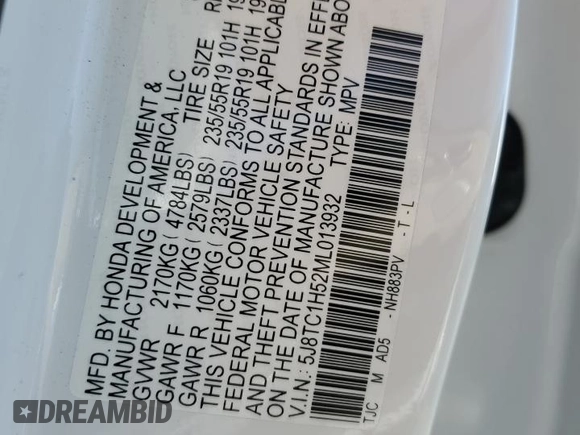 MFD. BY HONDA DEVELOPMENT &
MANUFACTURING OF AMERICA, LLC
GVWR 2170KG ( 4784LBS) TIRE SIZE
GAWR F 1170KG ( 2579LBS) 235/55R19 101H
GAWR R 1060KG ( 2337LBS) 235/55R19 101H
THIS VEHICLE CONFORMS TO ALL APPLICABLE
FEDERAL MOTOR VEHICLE SAFETY
AND THEFT PREVENTION STANDARDS IN EFFE
ON THE DATE OF MANUFACTURE SHOWN ABO
V.I.N.: 5J8TC1H52ML013932 TYPE: MPV
TJC M AD5 - NH883PV - T - L
DREAMBID